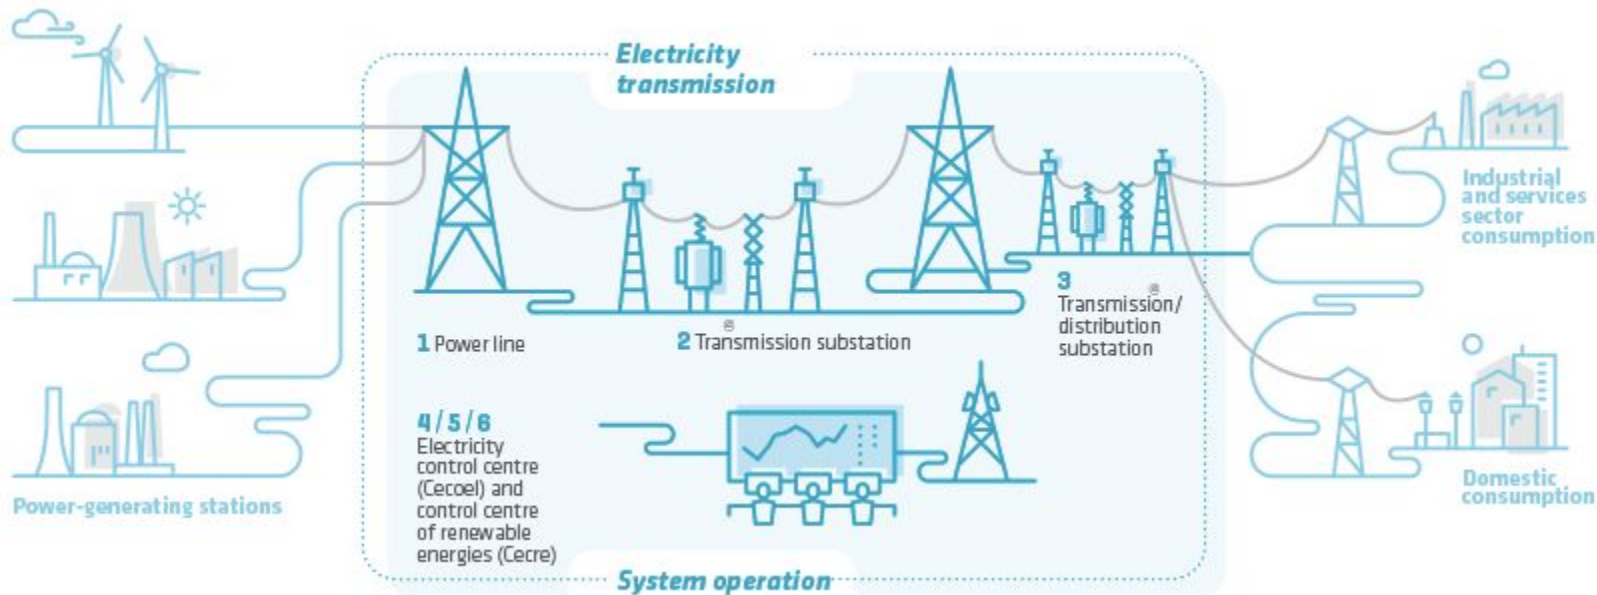 Electricity
transmission
1 Power line
2 Transmission substation
3
Transmission/
distribution
substation
4/5/6
Electricity
control centre
(Cecoel) and
control centre
of renewable
energies (Cecre)
System operation
Power-generating stations
Industrial
and services
sector
consumption
Domestic
consumption